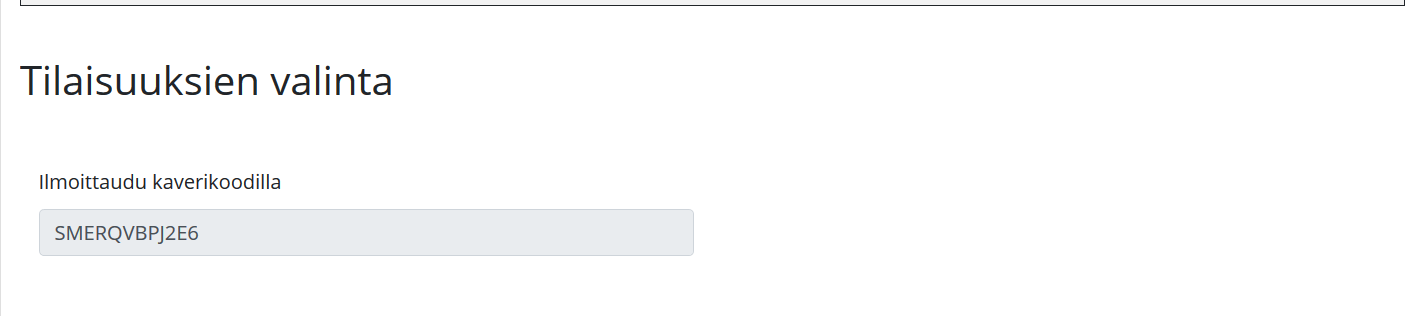 Tilaisuuksien valinta
Ilmoittaudu kaverikoodilla
SMERQVBPJ2E6